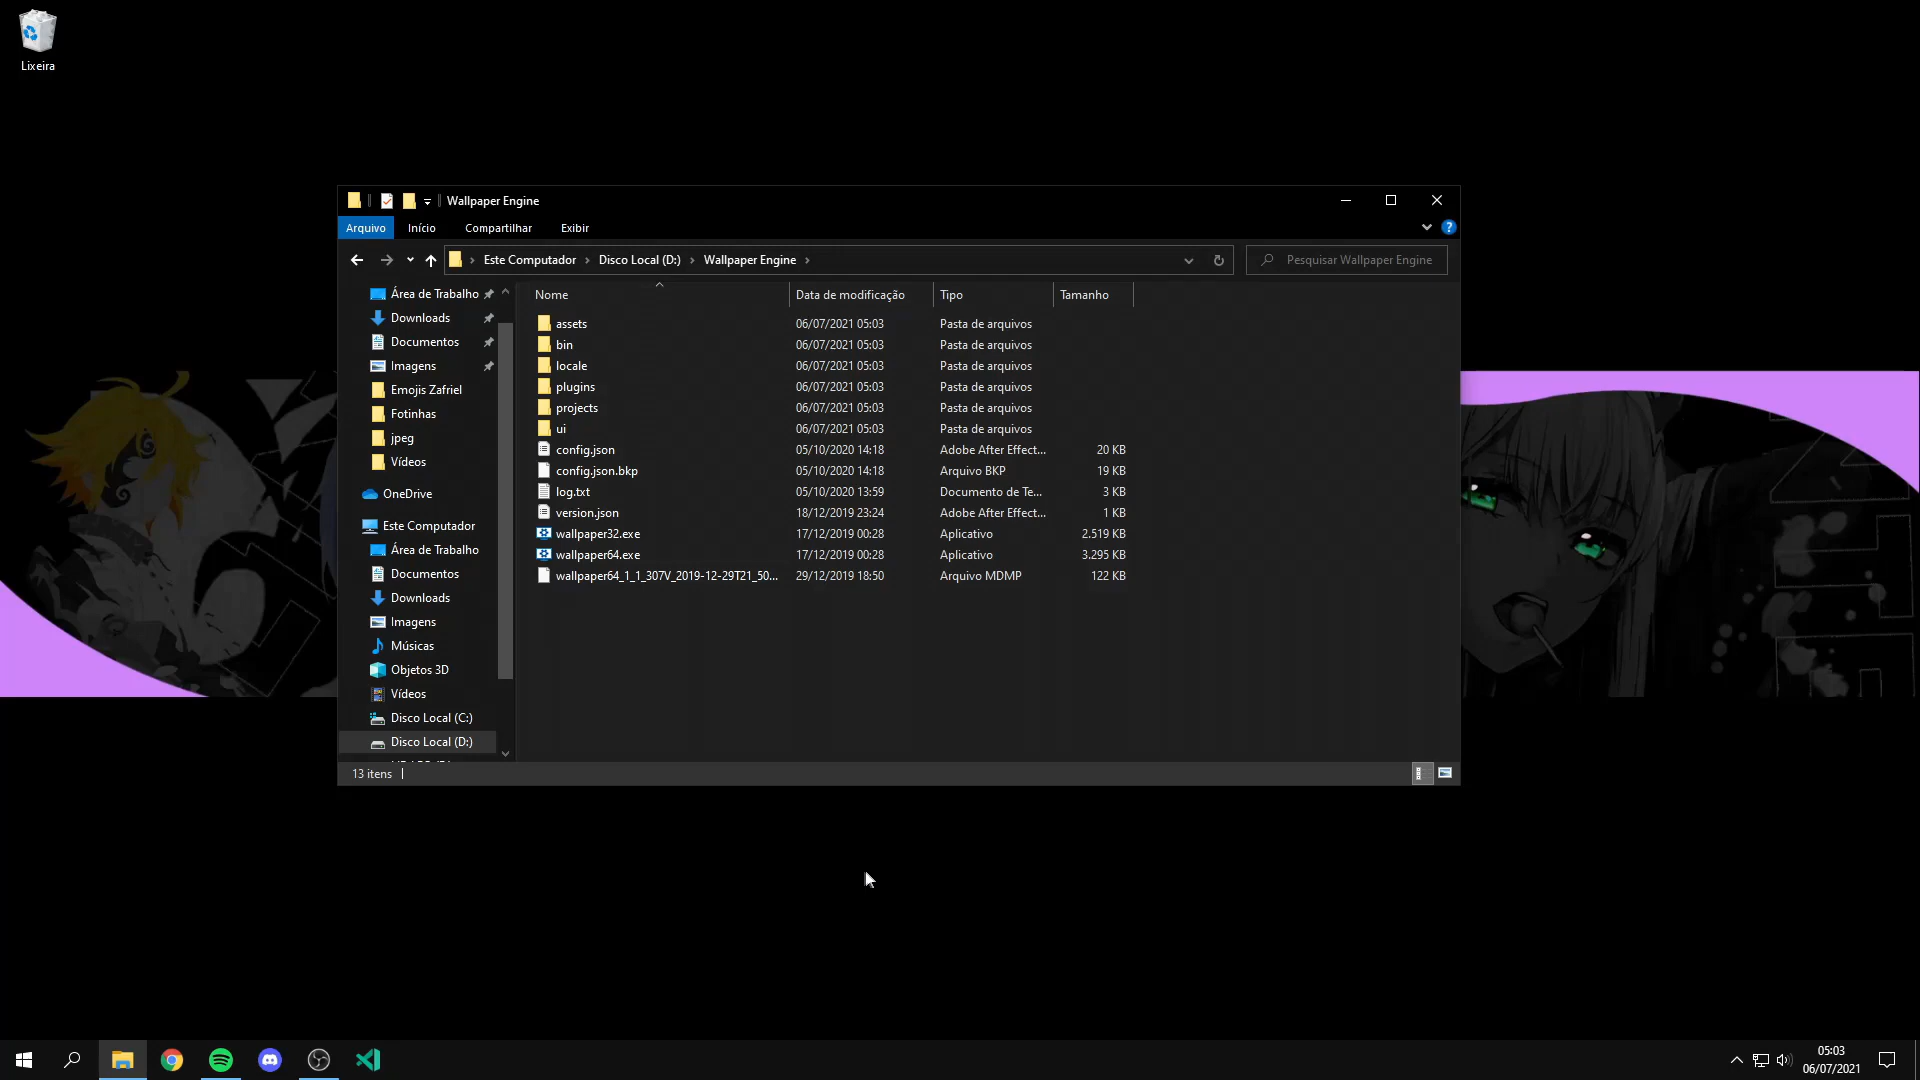 Lixeira
Wallpaper Engine
Arquivo Início Compartilhar Exibir
Este Computador Disco Local (D:) Wallpaper Engine
Pesquisar Wallpaper Engine
Área de Trabalho
Downloads
Documentos
Imagens
Emojis Zafriel
Fotinhas
jpeg
Vídeos
OneDrive
Este Computador
Área de Trabalho
Documentos
Downloads
Imagens
Músicas
Objetos 3D
Vídeos
Disco Local (C:)
Disco Local (D:)
Nome Data de modificação Tipo Tamanho
assets 06/07/2021 05:03 Pasta de arquivos
bin 06/07/2021 05:03 Pasta de arquivos
locale 06/07/2021 05:03 Pasta de arquivos
plugins 06/07/2021 05:03 Pasta de arquivos
projects 06/07/2021 05:03 Pasta de arquivos
ui 06/07/2021 05:03 Pasta de arquivos
config.json 05/10/2020 14:18 Adobe After Effect... 20 KB
config.json.bkp 05/10/2020 14:18 Arquivo BKP 19 KB
log.txt 05/10/2020 13:59 Documento de Te... 3 KB
version.json 18/12/2019 23:24 Adobe After Effect... 1 KB
wallpaper32.exe 17/12/2019 00:28 Aplicativo 2.519 KB
wallpaper64.exe 17/12/2019 00:28 Aplicativo 3.295 KB
wallpaper64_1_1_307V_2019-12-29T21_50... 29/12/2019 18:50 Arquivo MDMP 122 KB
13 itens
05:03
06/07/2021